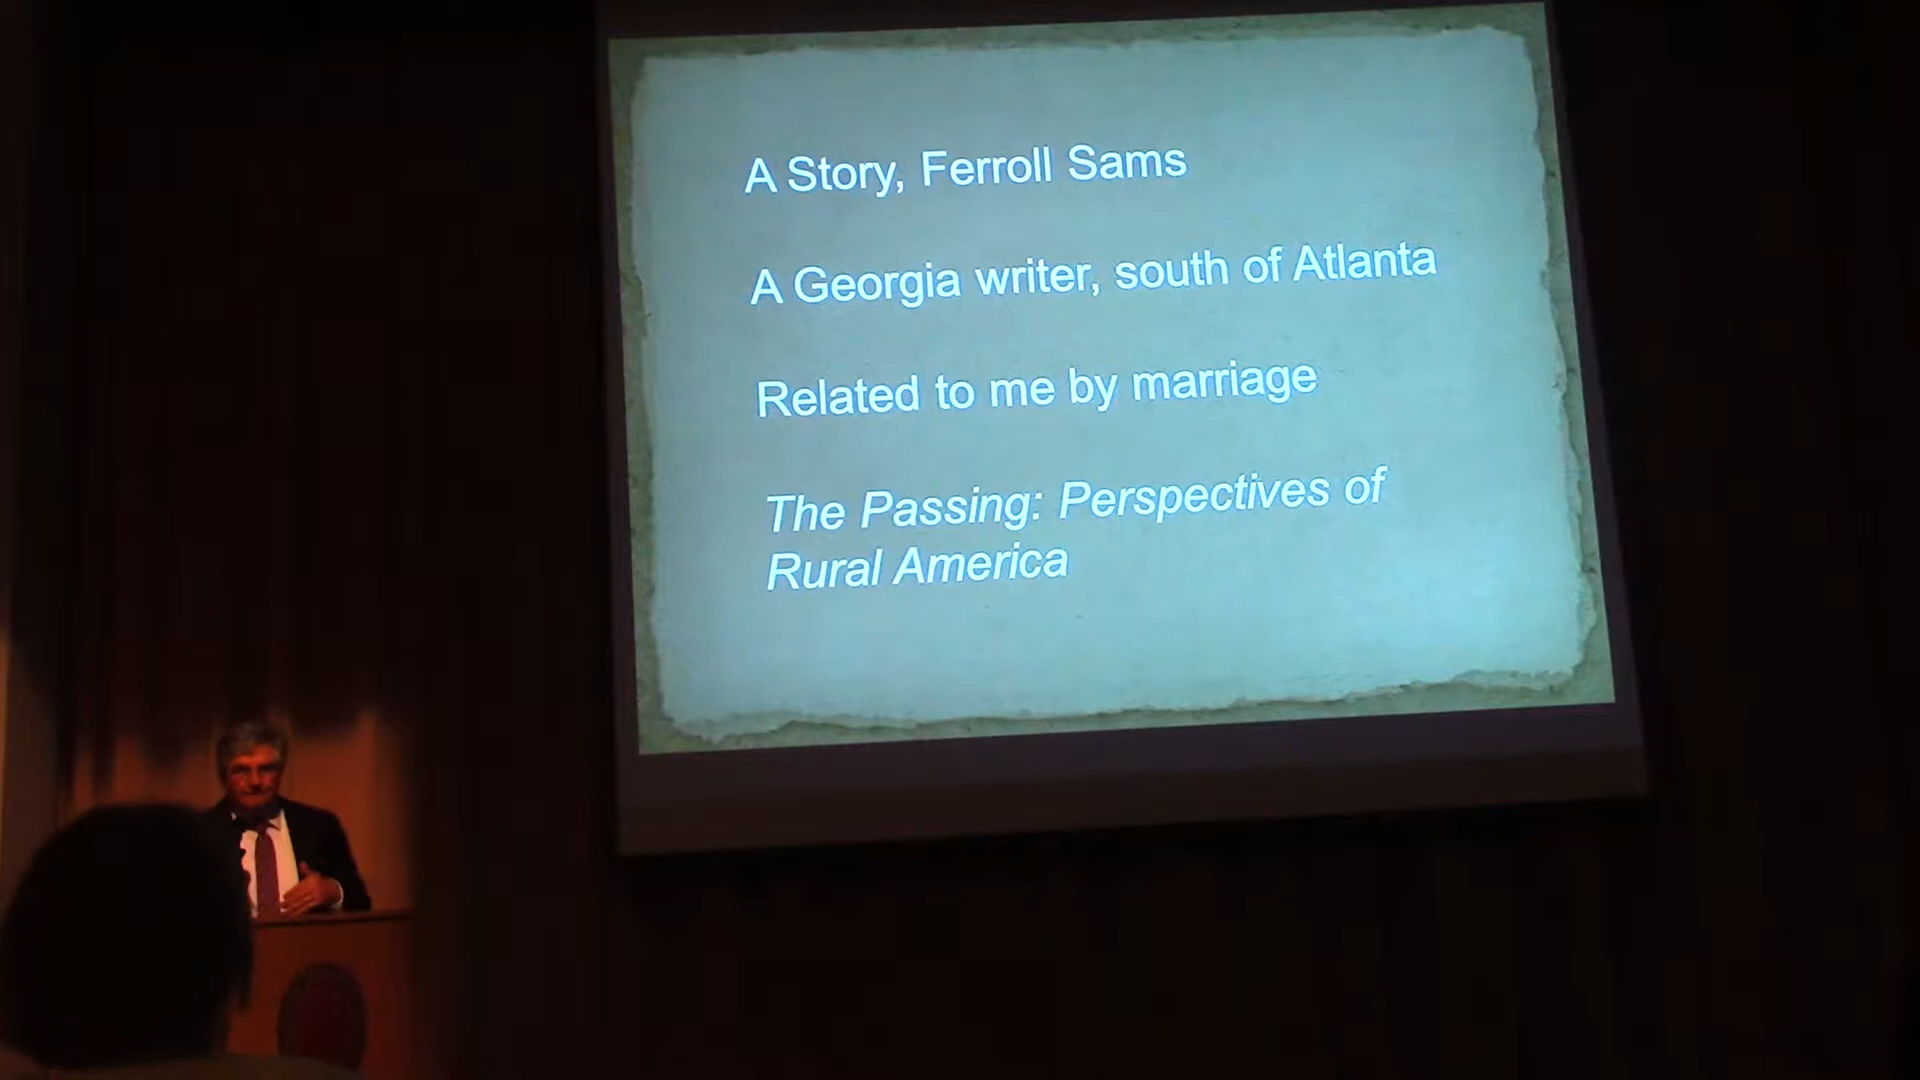 A Story, Ferroll Sams
A Georgia writer, south of Atlanta
Related to me by marriage
The Passing: Perspectives of
Rural America